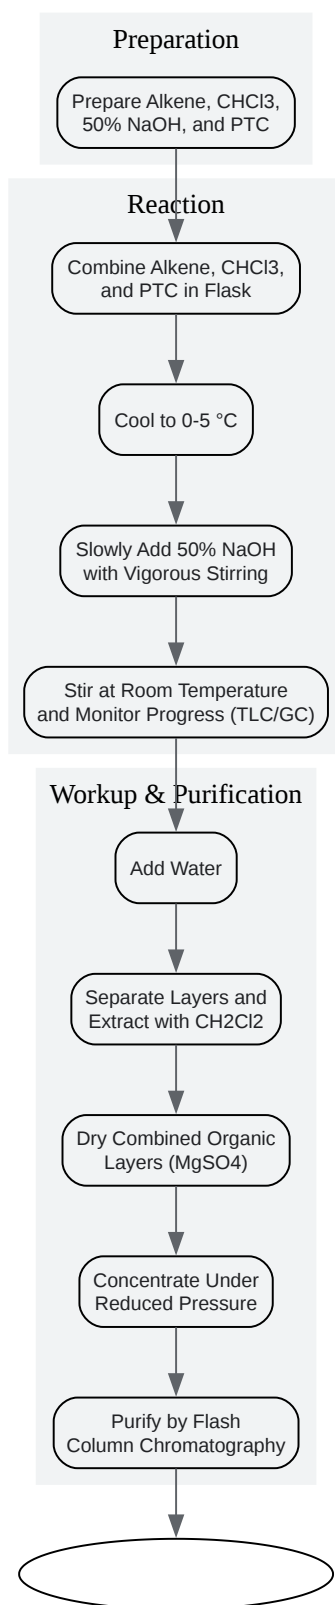 Preparation
Prepare Alkene, CHCl3,
50% NaOH, and PTC
Reaction
Combine Alkene, CHCl3,
and PTC in Flask
Cool to 0-5 °C
Slowly Add 50% NaOH
with Vigorous Stirring
Stir at Room Temperature
and Monitor Progress (TLC/GC)
Workup & Purification
Add Water
Separate Layers and
Extract with CH2Cl2
Dry Combined Organic
Layers (MgSO4)
Concentrate Under
Reduced Pressure
Purify by Flash
Column Chromatography